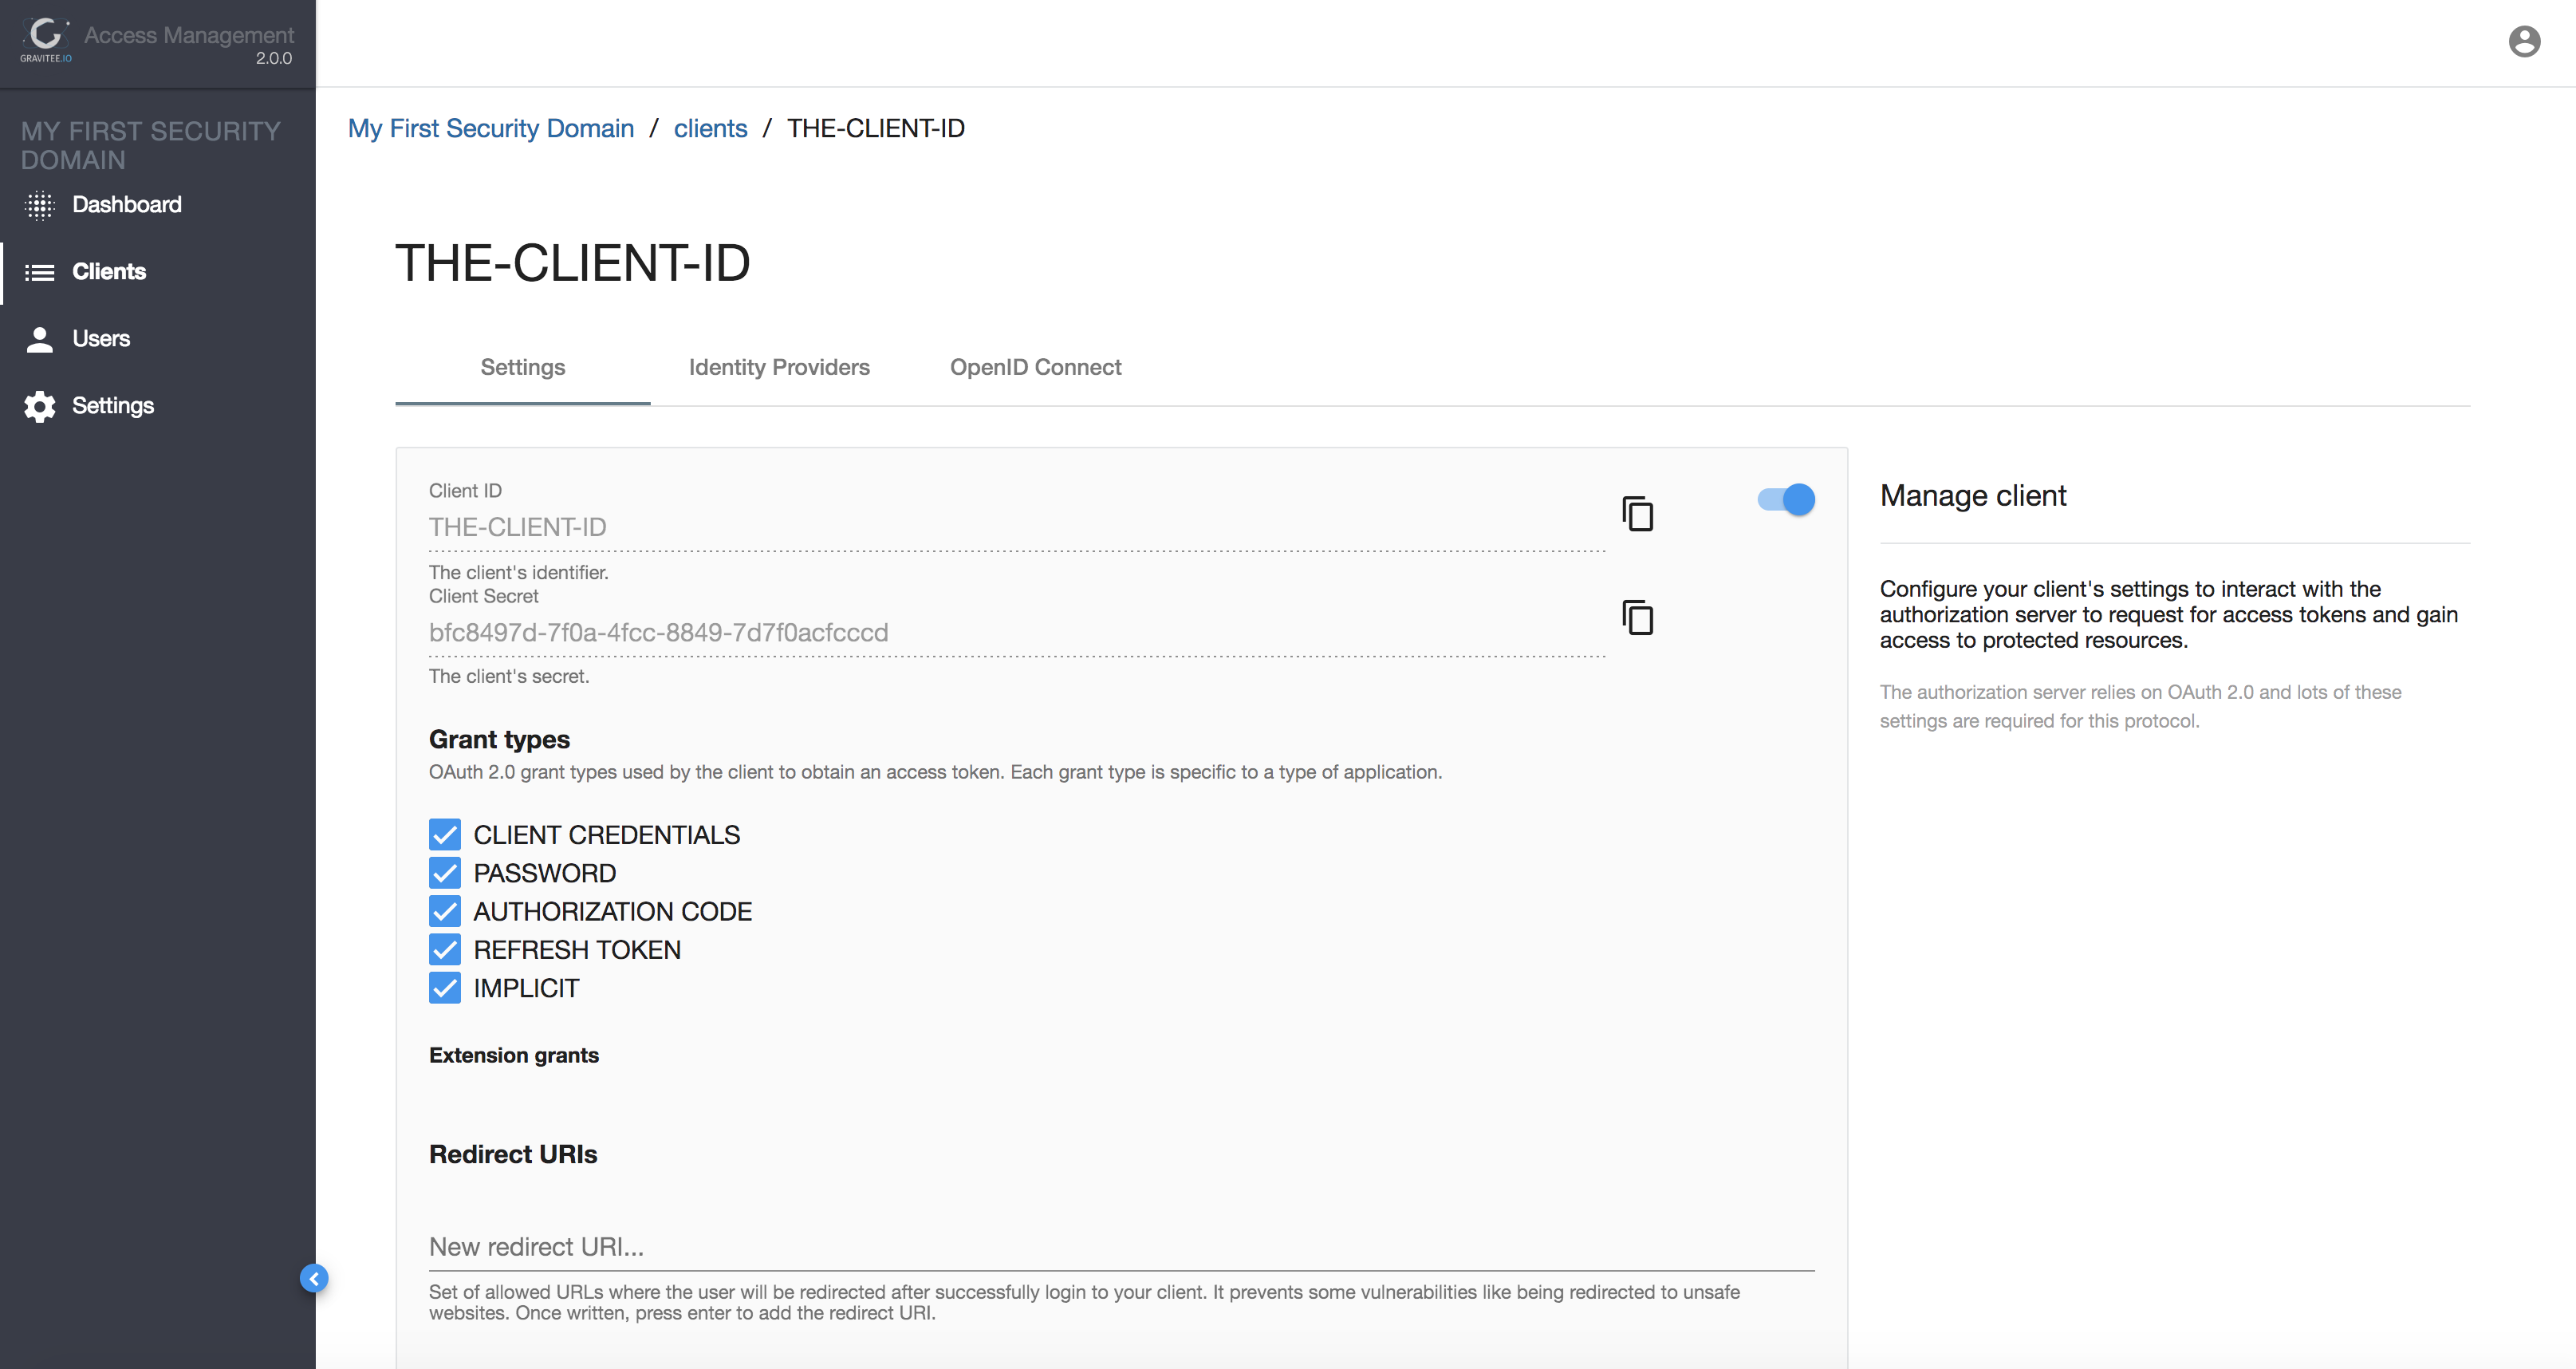 GRAVITEE.IO
Access Management
2.0.0
MY FIRST SECURITY
DOMAIN
Dashboard
Clients
Users
Settings
My First Security Domain / clients / THE-CLIENT-ID
THE-CLIENT-ID
Settings Identity Providers OpenID Connect
Client ID
THE-CLIENT-ID
The client's identifier.
Client Secret
bfc8497d-7f0a-4fcc-8849-7d7f0acfcccd
The client's secret.
Grant types
OAuth 2.0 grant types used by the client to obtain an access token. Each grant type is specific to a type of application.
CLIENT CREDENTIALS
PASSWORD
AUTHORIZATION CODE
REFRESH TOKEN
IMPLICIT
Extension grants
Redirect URIs
New redirect URI...
Set of allowed URLs where the user will be redirected after successfully login to your client. It prevents some vulnerabilities like being redirected to unsafe
websites. Once written, press enter to add the redirect URI.
Manage client
Configure your client's settings to interact with the
authorization server to request for access tokens and gain
access to protected resources.
The authorization server relies on OAuth 2.0 and lots of these
settings are required for this protocol.